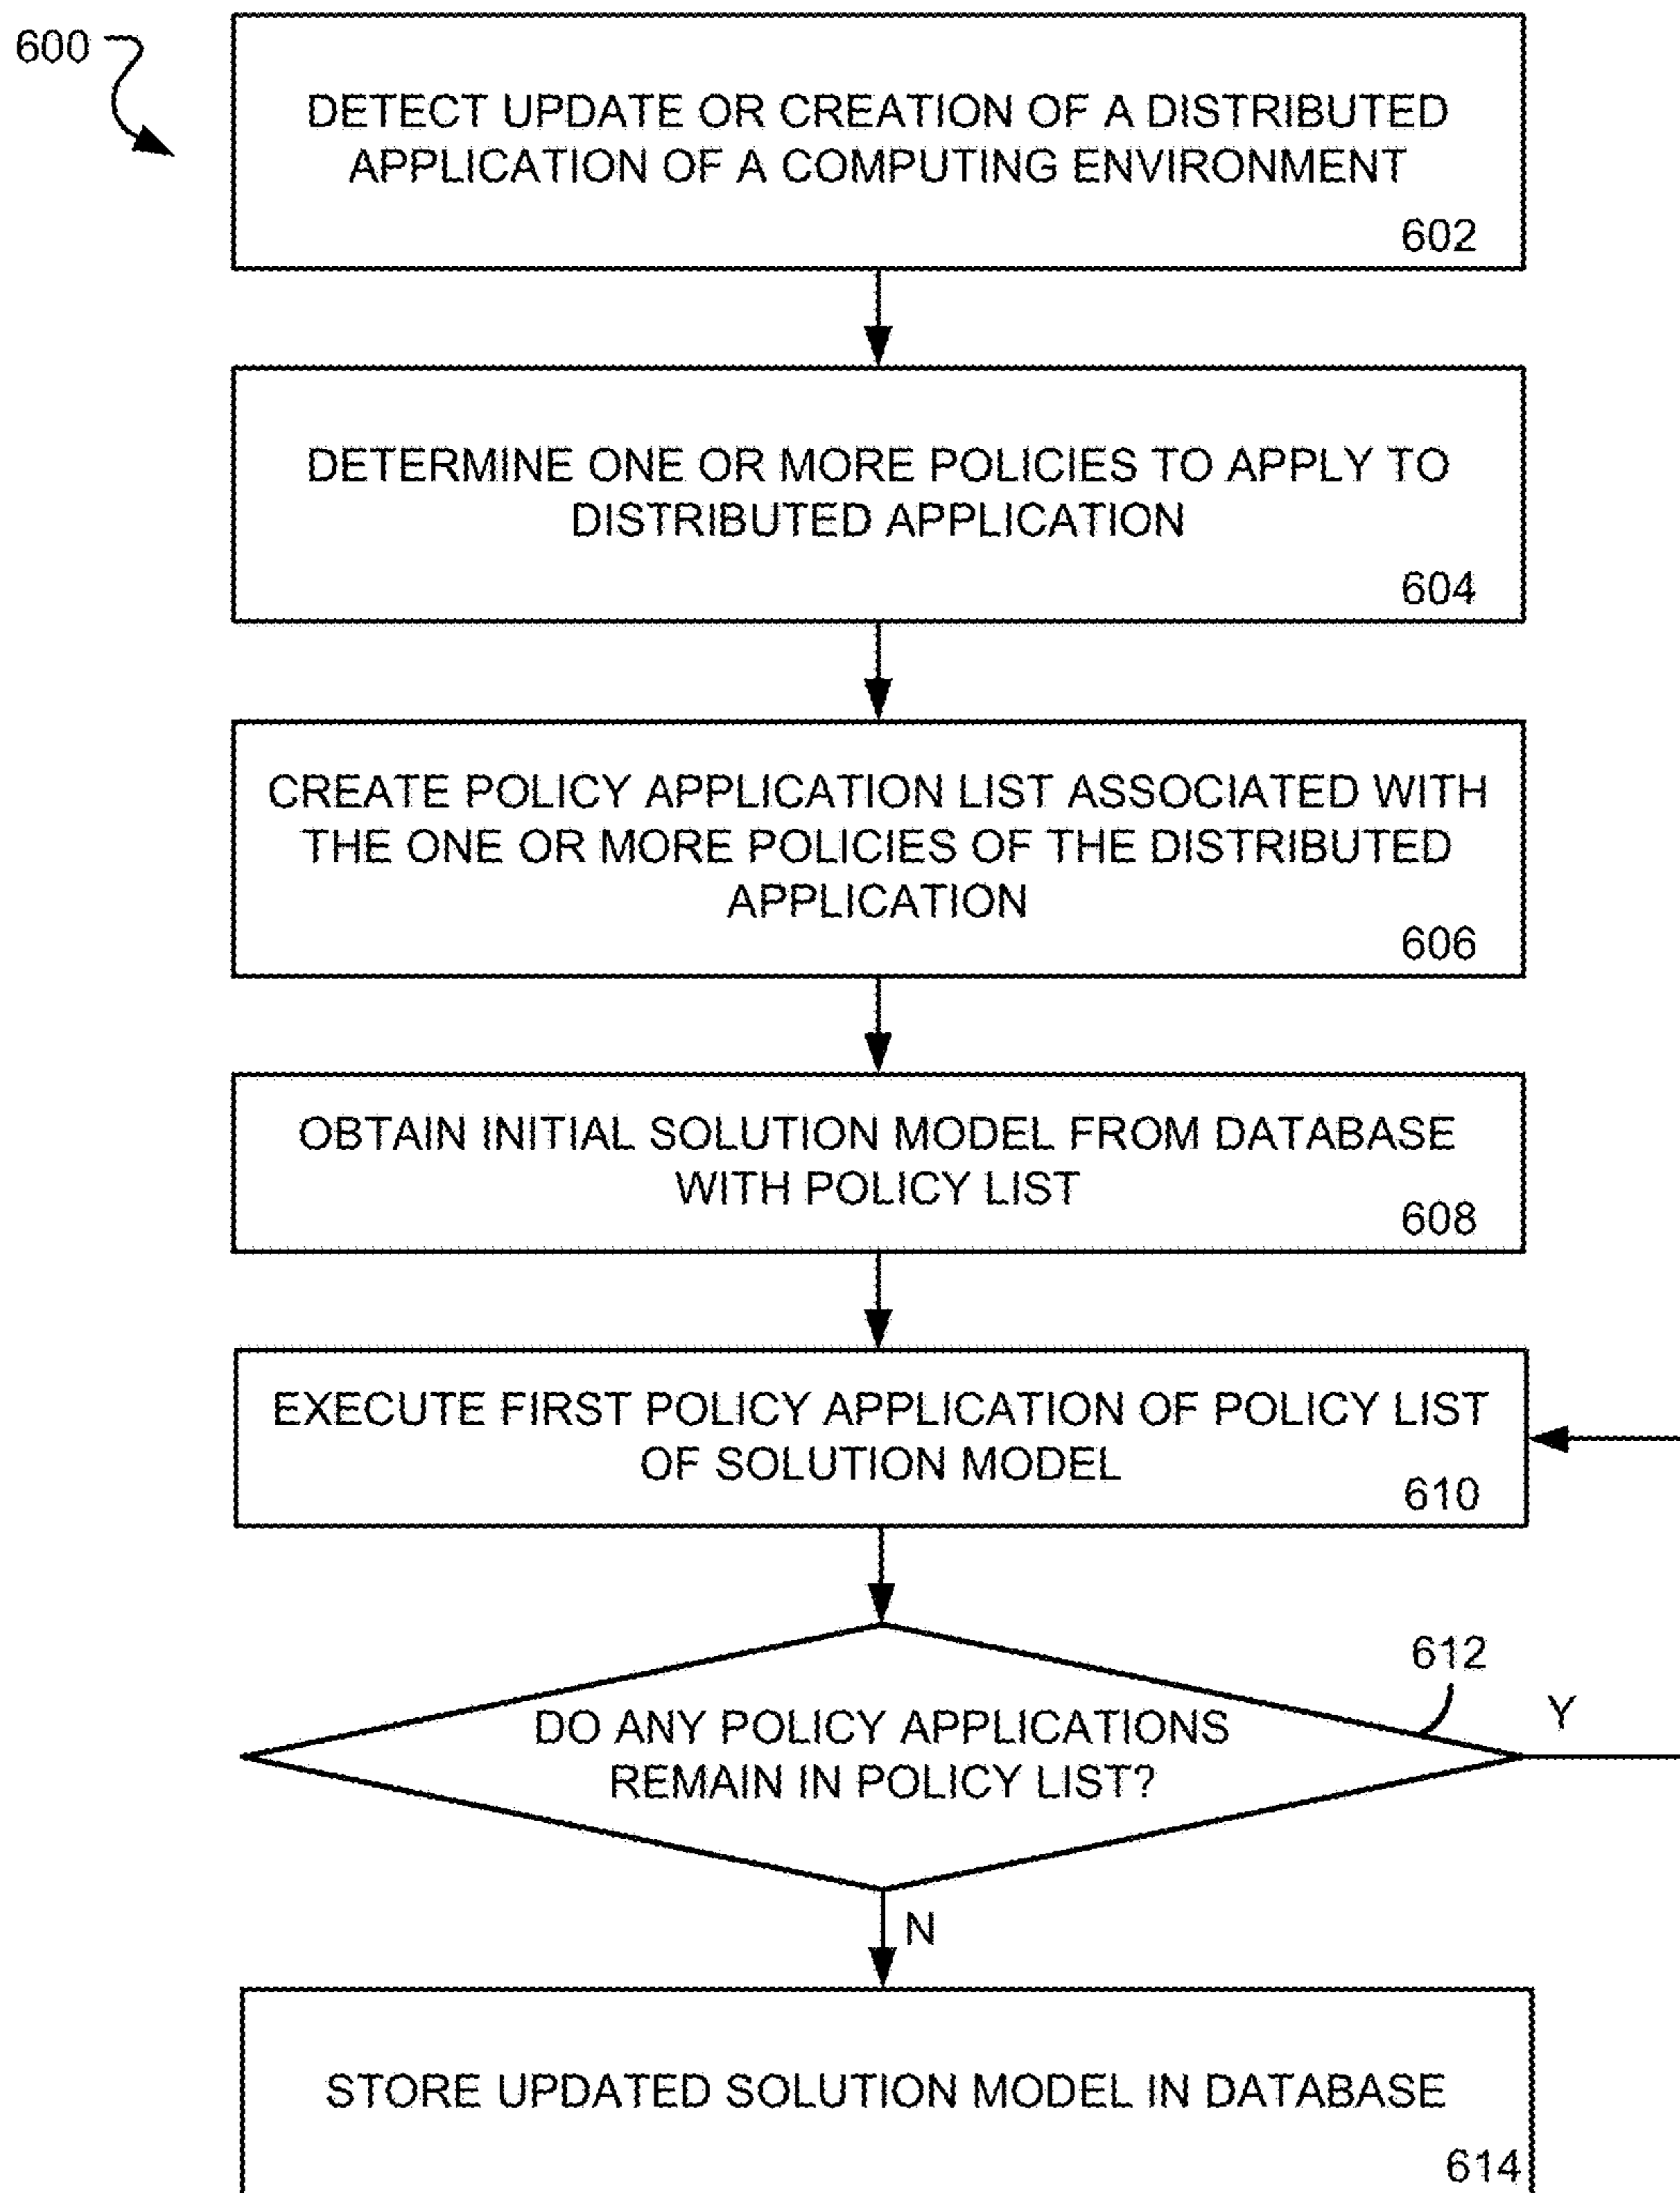 600
DETECT UPDATE OR CREATION OF A DISTRIBUTED
APPLICATION OF A COMPUTING ENVIRONMENT
602
DETERMINE ONE OR MORE POLICIES TO APPLY TO
DISTRIBUTED APPLICATION
604
CREATE POLICY APPLICATION LIST ASSOCIATED WITH
THE ONE OR MORE POLICIES OF THE DISTRIBUTED
APPLICATION
606
OBTAIN INITIAL SOLUTION MODEL FROM DATABASE
WITH POLICY LIST
608
EXECUTE FIRST POLICY APPLICATION OF POLICY LIST
OF SOLUTION MODEL
610
612
Y
DO ANY POLICY APPLICATIONS
REMAIN IN POLICY LIST?
N
STORE UPDATED SOLUTION MODEL IN DATABASE
614